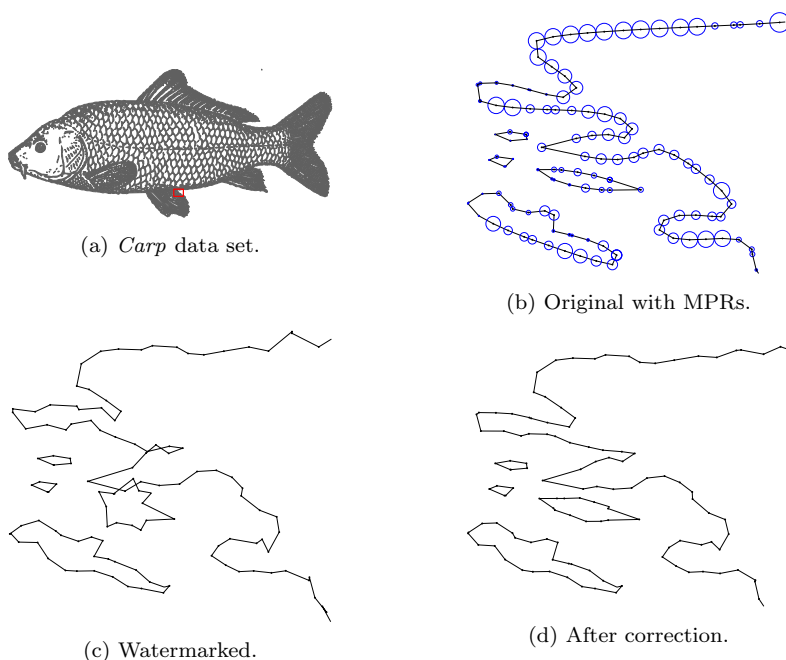 (a) Carp data set.
(b) Original with MPRs.
(c) Watermarked.
(d) After correction.